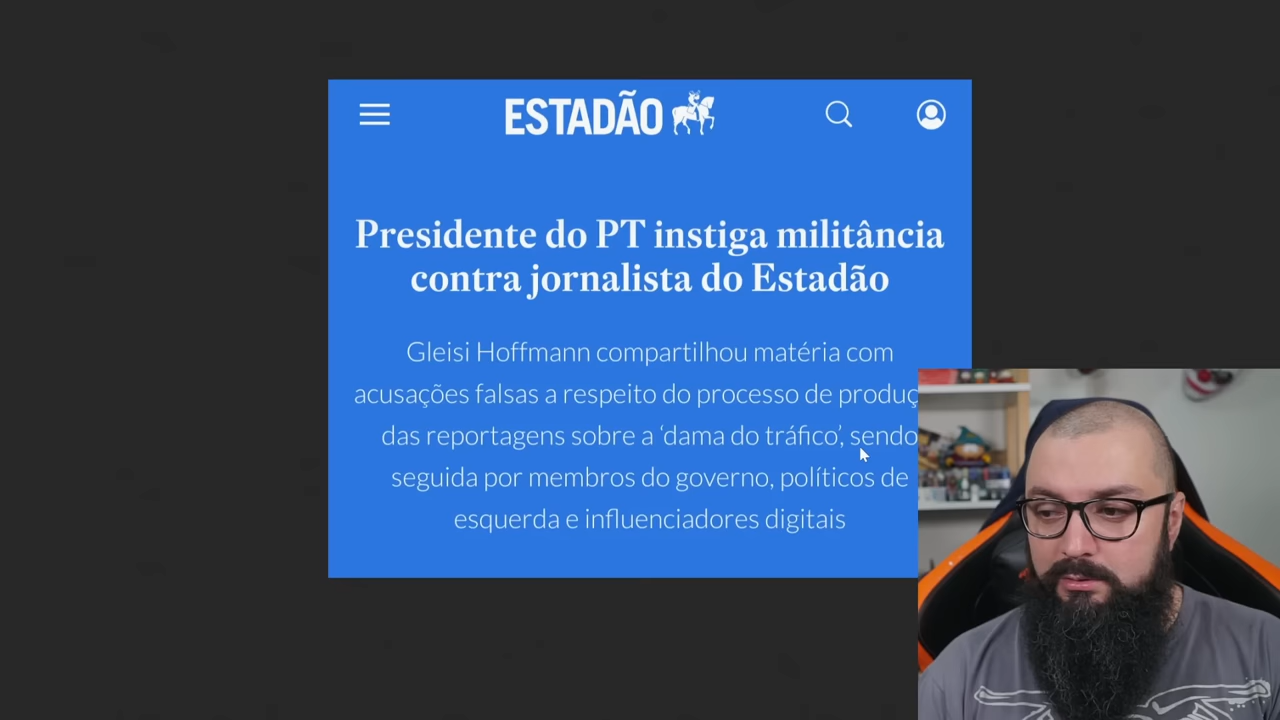 ESTADÃO
Presidente do PT instiga militância
contra jornalista do Estadão
Gleisi Hoffmann compartilhou matéria com
acusações falsas a respeito do processo de produç
das reportagens sobre a ‘dama do tráfico’, sendo
seguida por membros do governo, políticos de
esquerda e influenciadores digitais